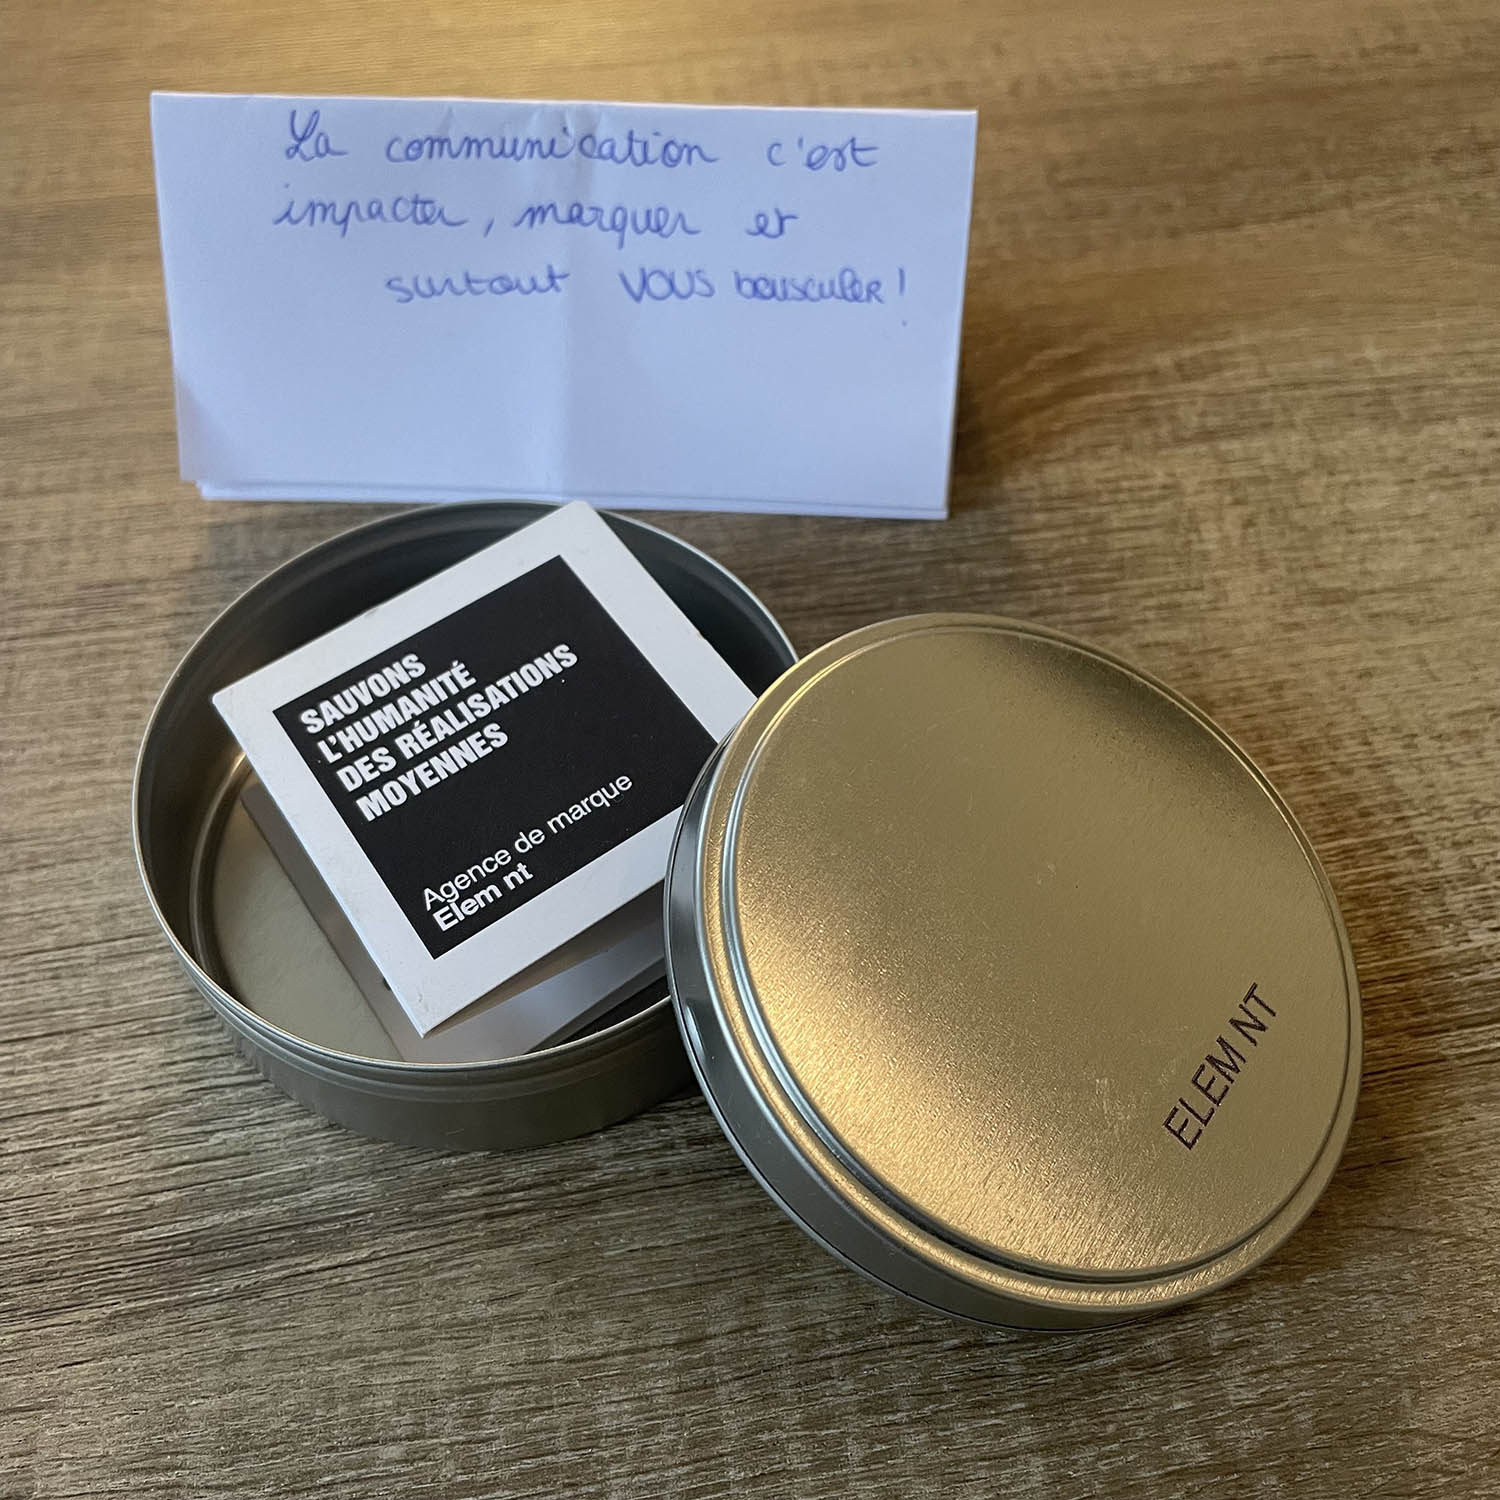 La communication c'est
impacter, marquer et
surtout VOUS bousculer !
SAUVONS
L'HUMANITÉ
DES RÉALISATIONS
MOYENNES
Agence de marque
Elem nt
ELEM NT